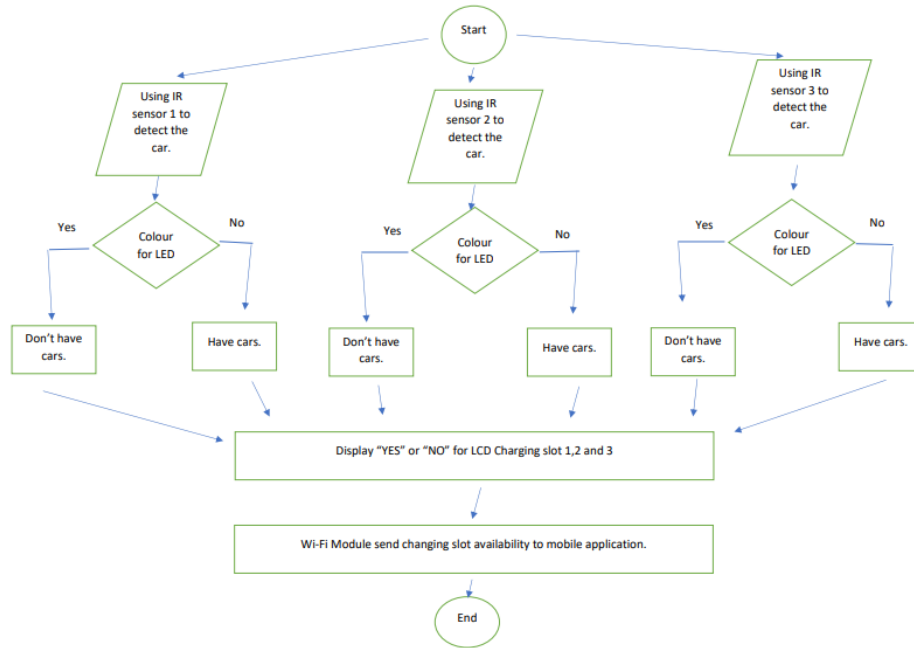 Start
Using IR
sensor 1 to
detect the
car.
Using IR
sensor 2 to
detect the
car.
Using IR
sensor 3 to
detect the
car.
Yes
Colour
for LED
No
Yes
Colour
for LED
No
Yes
Colour
for LED
No
Don’t have
cars.
Have cars.
Don’t have
cars.
Have cars.
Don’t have
cars.
Have cars.
Display “YES” or “NO” for LCD Charging slot 1,2 and 3
Wi-Fi Module send changing slot availability to mobile application.
End